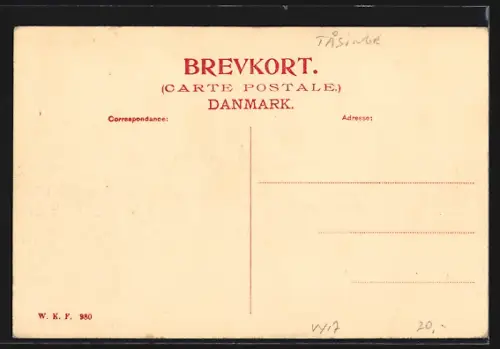 TÅSINGE
BREVKORT.
(CARTE POSTALE.)
DANMARK.
Correspondance:
Adresse:
W. K. F. 980
20,-